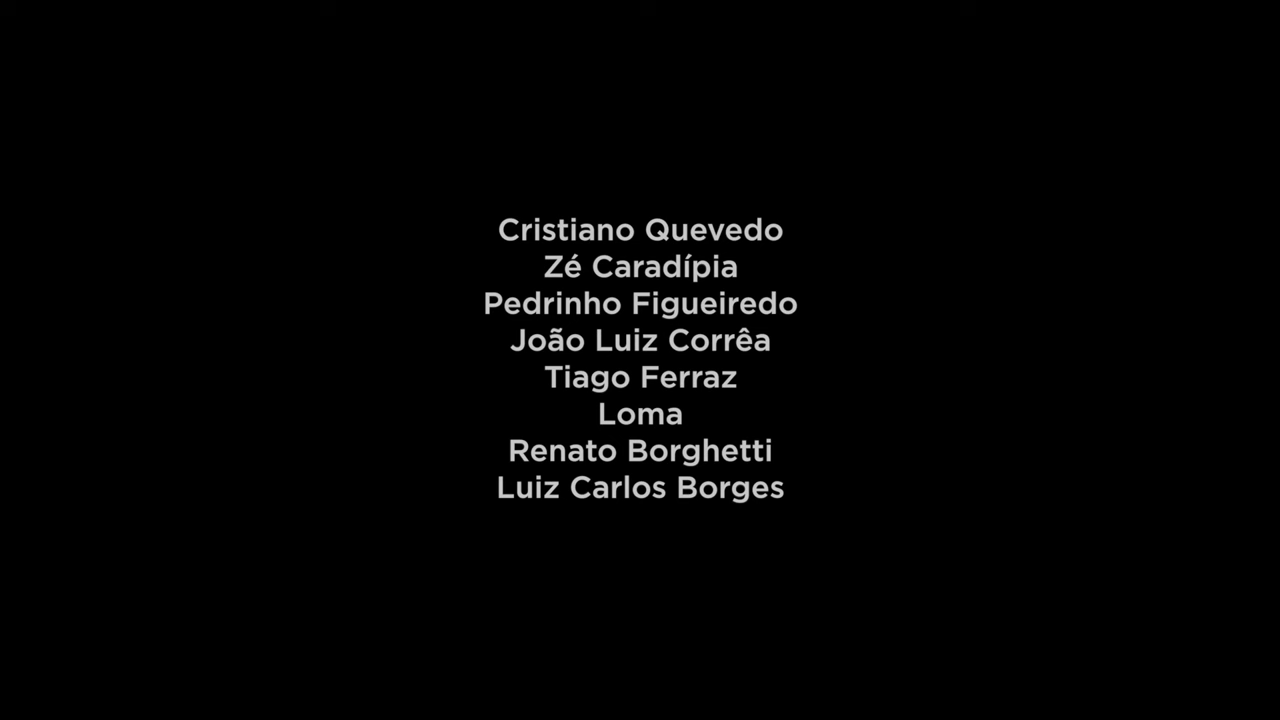 Cristiano Quevedo
Zé Caradípia
Pedrinho Figueiredo
João Luiz Corrêa
Tiago Ferraz
Loma
Renato Borghetti
Luiz Carlos Borges